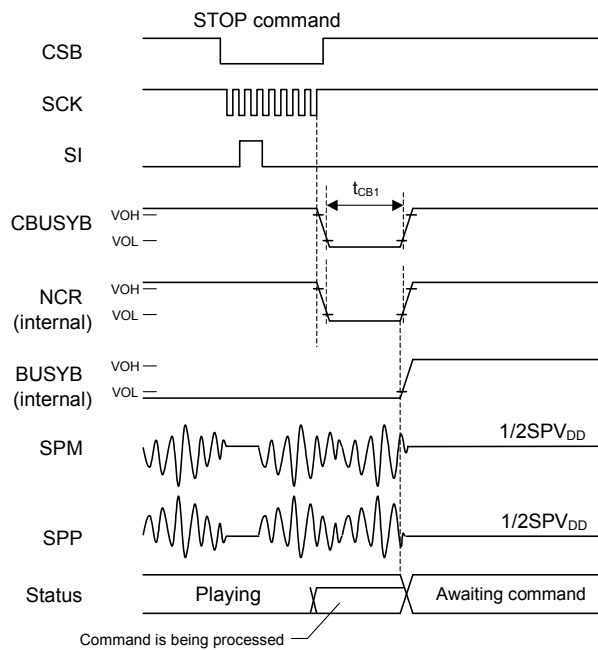 STOP command
CSB
SCK
SI
tCB1
CBUSYB
VOH
VOL
NCR
(internal)
VOH
VOL
BUSYB
(internal)
VOH
VOL
SPM
1/2SPVDD
SPP
1/2SPVDD
Status
Playing
Awaiting command
Command is being processed